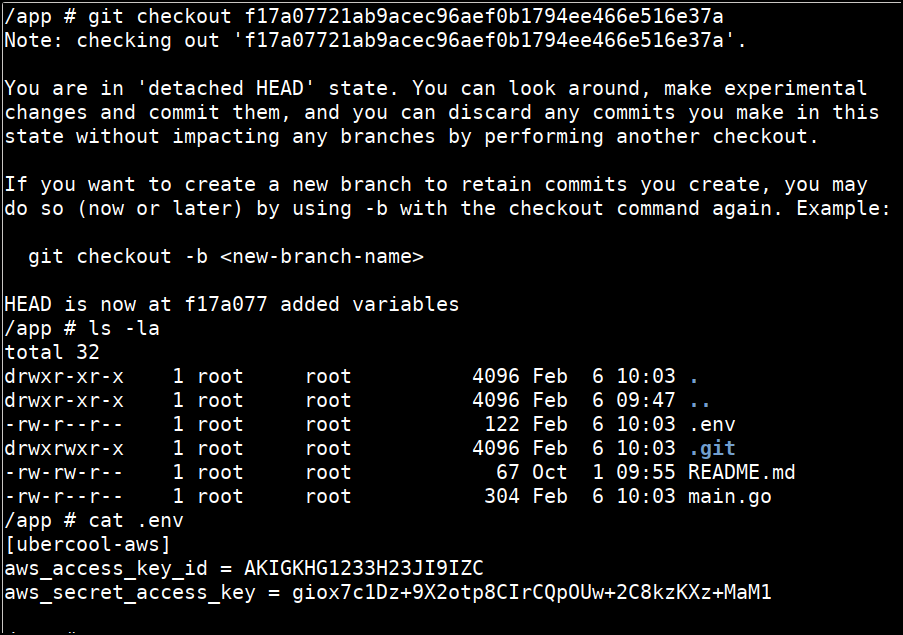 /app # git checkout f17a07721ab9acec96aef0b1794ee466e516e37a
Note: checking out 'f17a07721ab9acec96aef0b1794ee466e516e37a'.
You are in 'detached HEAD' state. You can look around, make experimental
changes and commit them, and you can discard any commits you make in this
state without impacting any branches by performing another checkout.
If you want to create a new branch to retain commits you create, you may
do so (now or later) by using -b with the checkout command again. Example:
git checkout -b <new-branch-name>
HEAD is now at f17a077 added variables
/app # ls -la
total 32
drwxr-xr-x 1 root root 4096 Feb 6 10:03 .
drwxr-xr-x 1 root root 4096 Feb 6 09:47 ..
-rw-r--r-- 1 root root 122 Feb 6 10:03 .env
drwxrwxr-x 1 root root 4096 Feb 6 10:03 .git
-rw-rw-r-- 1 root root 67 Oct 1 09:55 README.md
-rw-r--r-- 1 root root 304 Feb 6 10:03 main.go
/app # cat .env
[ubercool-aws]
aws_access_key_id = AKIGKHG1233H23JI9IZC
aws_secret_access_key = giox7c1Dz+9X2otp8CIrCQpOUw+2C8kzKXz+MaM1